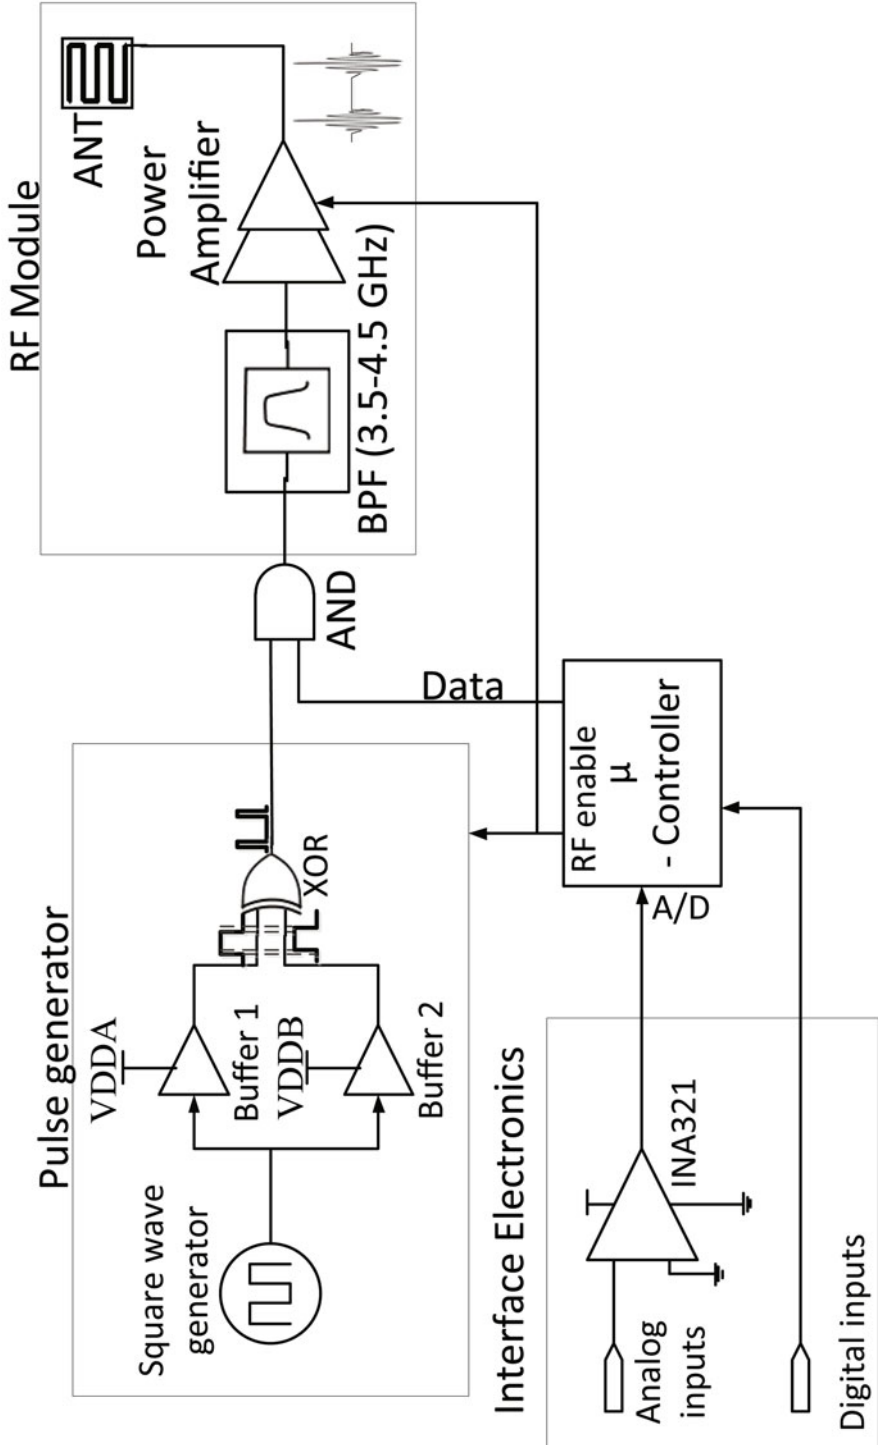 Pulse generator
Square wave
generator
VDDA
Buffer 1
VDDB
Buffer 2
XOR
AND
RF Module
BPF (3.5-4.5 GHz)
Power
Amplifier
ANT
Data
RF enable
µ
- Controller
A/D
Interface Electronics
INA321
Analog
inputs
Digital inputs